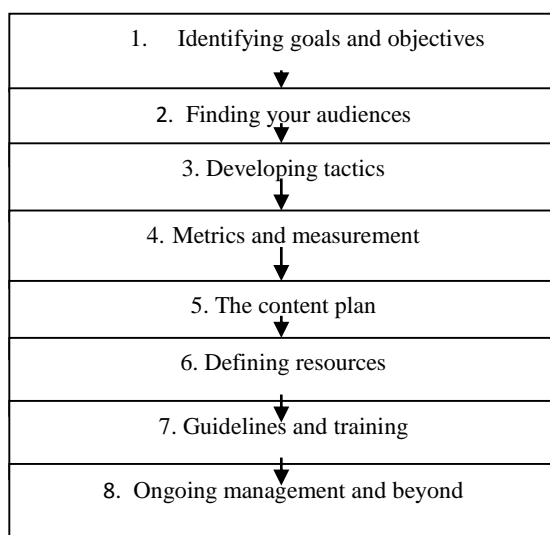 1. Identifying goals and objectives
2. Finding your audiences
3. Developing tactics
4. Metrics and measurement
5. The content plan
6. Defining resources
7. Guidelines and training
8. Ongoing management and beyond